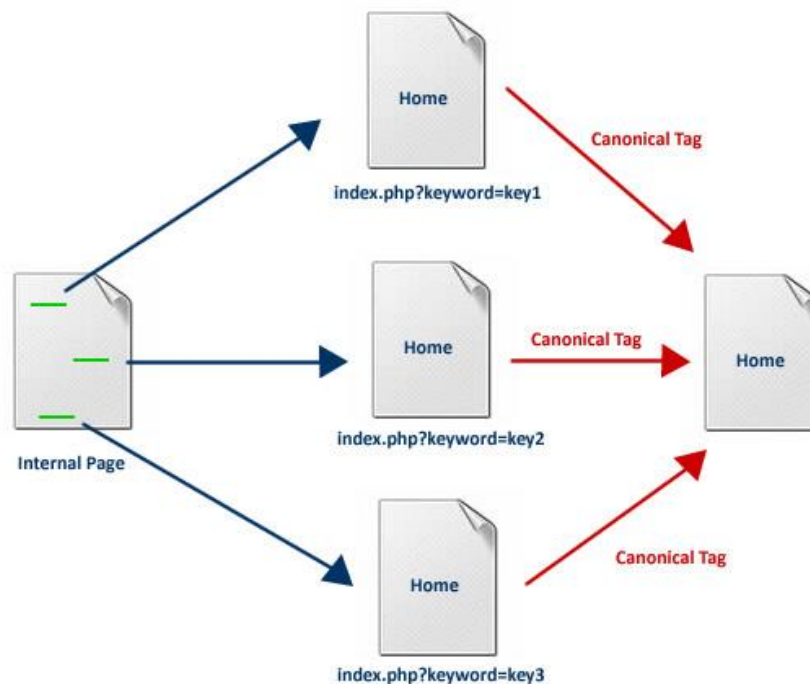 Home
Canonical Tag
index.php?keyword=key1
Home
Canonical Tag
Home
index.php?keyword=key2
Internal Page
Home
Canonical Tag
index.php?keyword=key3